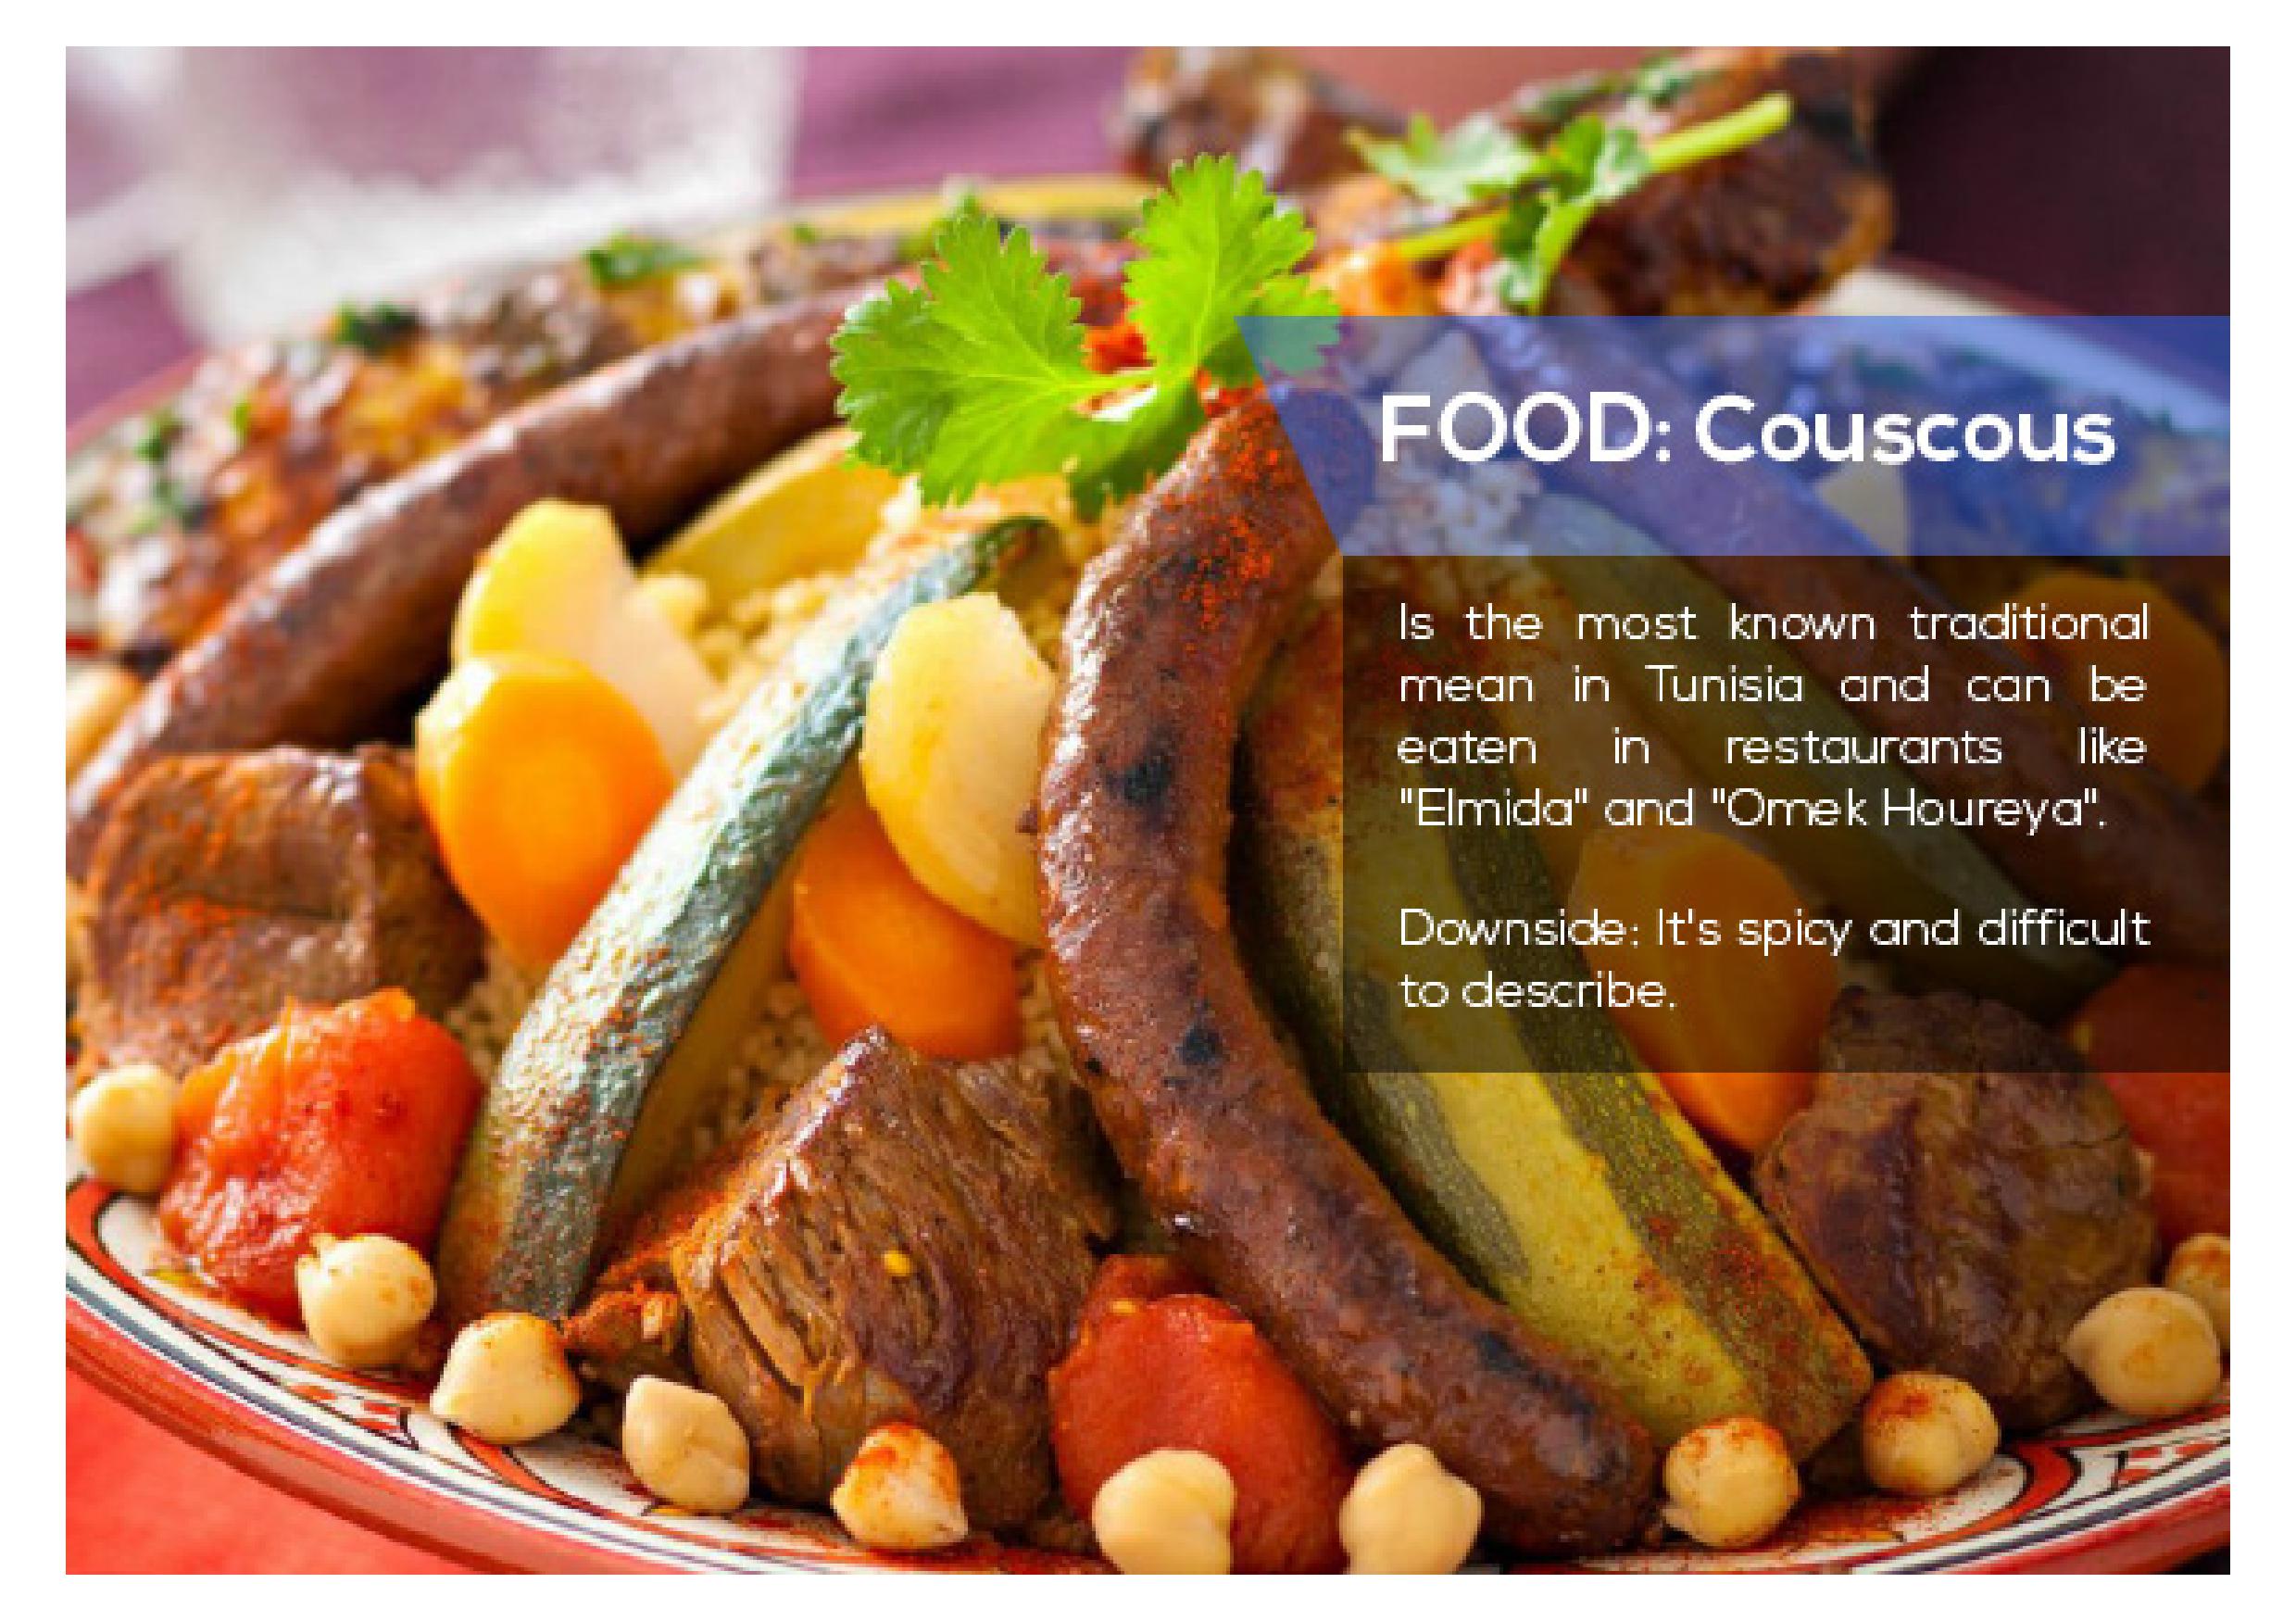 FOOD: Couscous
Is the most known traditional
mean in Tunisia and can be
eaten in restaurants like
"Elmida" and "Omek Houreya".
Downside: It's spicy and difficult
to describe.